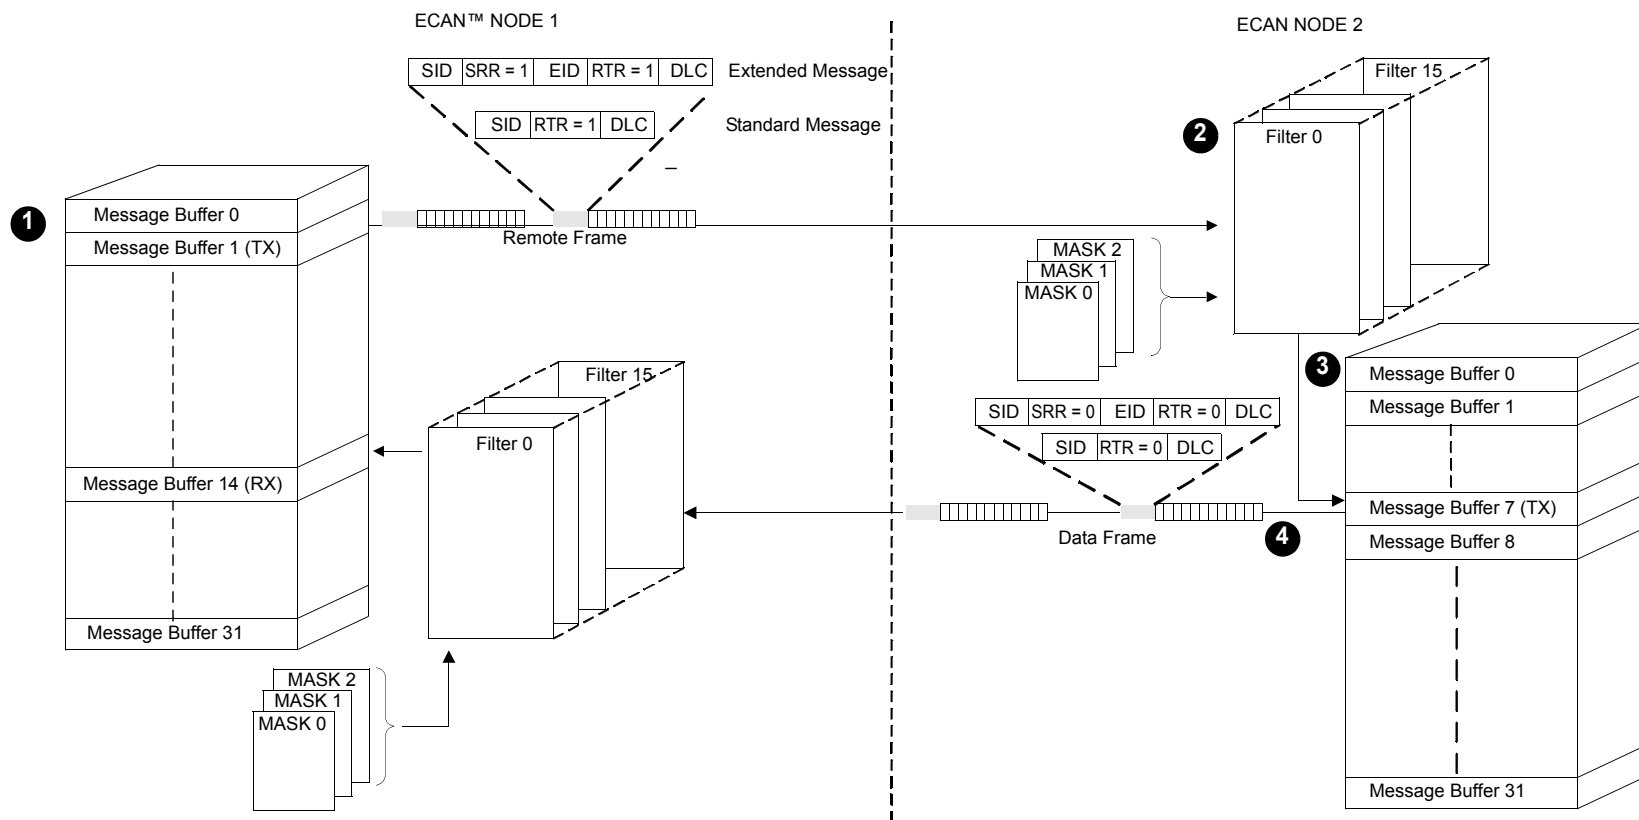 ECAN™ NODE 1
ECAN NODE 2
SID SRR = 1 EID RTR = 1 DLC Extended Message
SID RTR = 1 DLC Standard Message
–
Filter 15
Filter 0
2
1
Message Buffer 0
Message Buffer 1 (TX)
Remote Frame
MASK 2
MASK 1
MASK 0
3
Message Buffer 0
Message Buffer 1
Filter 15
Filter 0
SID SRR = 0 EID RTR = 0 DLC
SID RTR = 0 DLC
Message Buffer 14 (RX)
Message Buffer 7 (TX)
Data Frame
4
Message Buffer 8
Message Buffer 31
MASK 2
MASK 1
MASK 0
Message Buffer 31